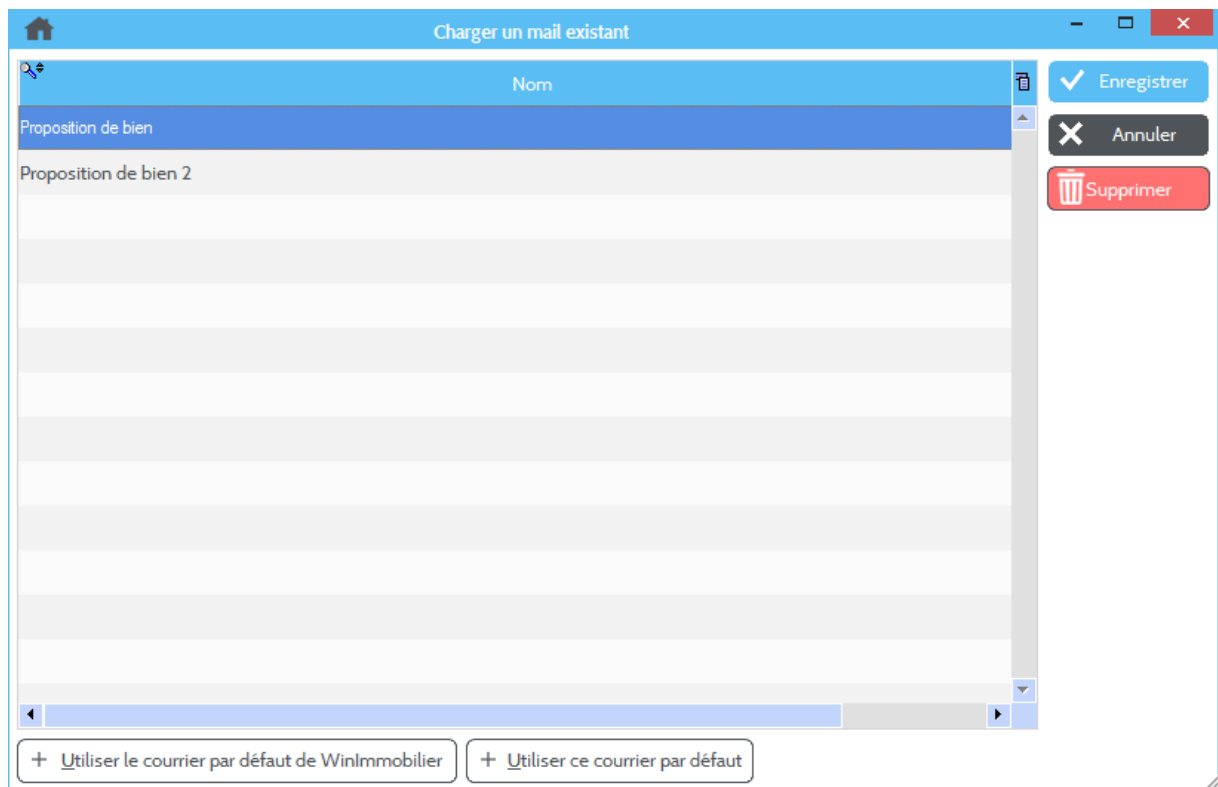 Charger un mail existant
Nom
Enregistrer
Proposition de bien
Annuler
Proposition de bien 2
Supprimer
+ Utiliser le courrier par défaut de WinImmobilier
+ Utiliser ce courrier par défaut